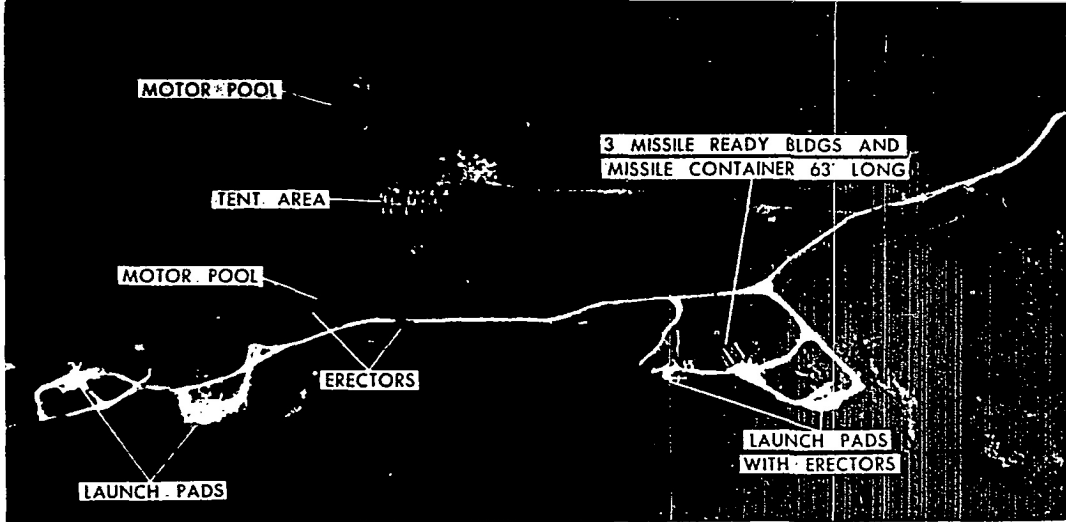 MOTOR POOL
3 MISSILE READY BLDGS AND
MISSILE CONTAINER 63' LONG
TENT AREA
MOTOR POOL
ERECTORS
LAUNCH PADS
WITH ERECTORS
LAUNCH PADS